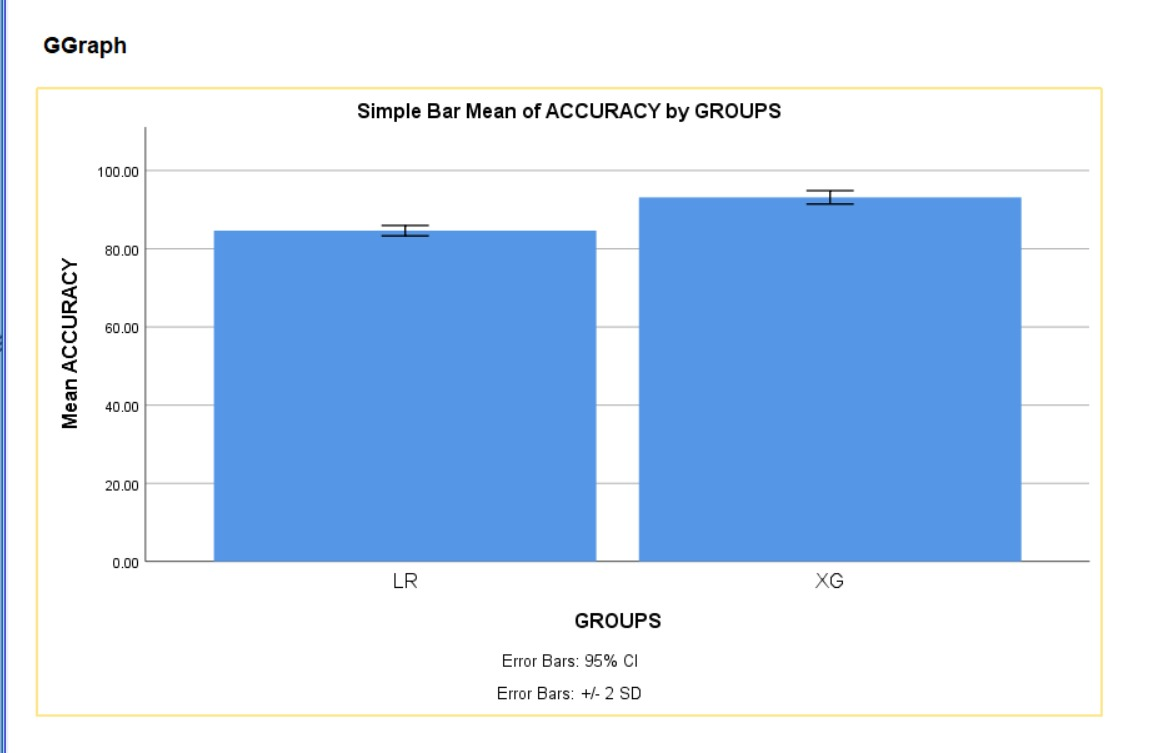 GGraph
Simple Bar Mean of ACCURACY by GROUPS
Mean ACCURACY
100.00
80.00
60.00
40.00
20.00
0.00
LR XG
GROUPS
Error Bars: 95% CI
Error Bars: +/- 2 SD